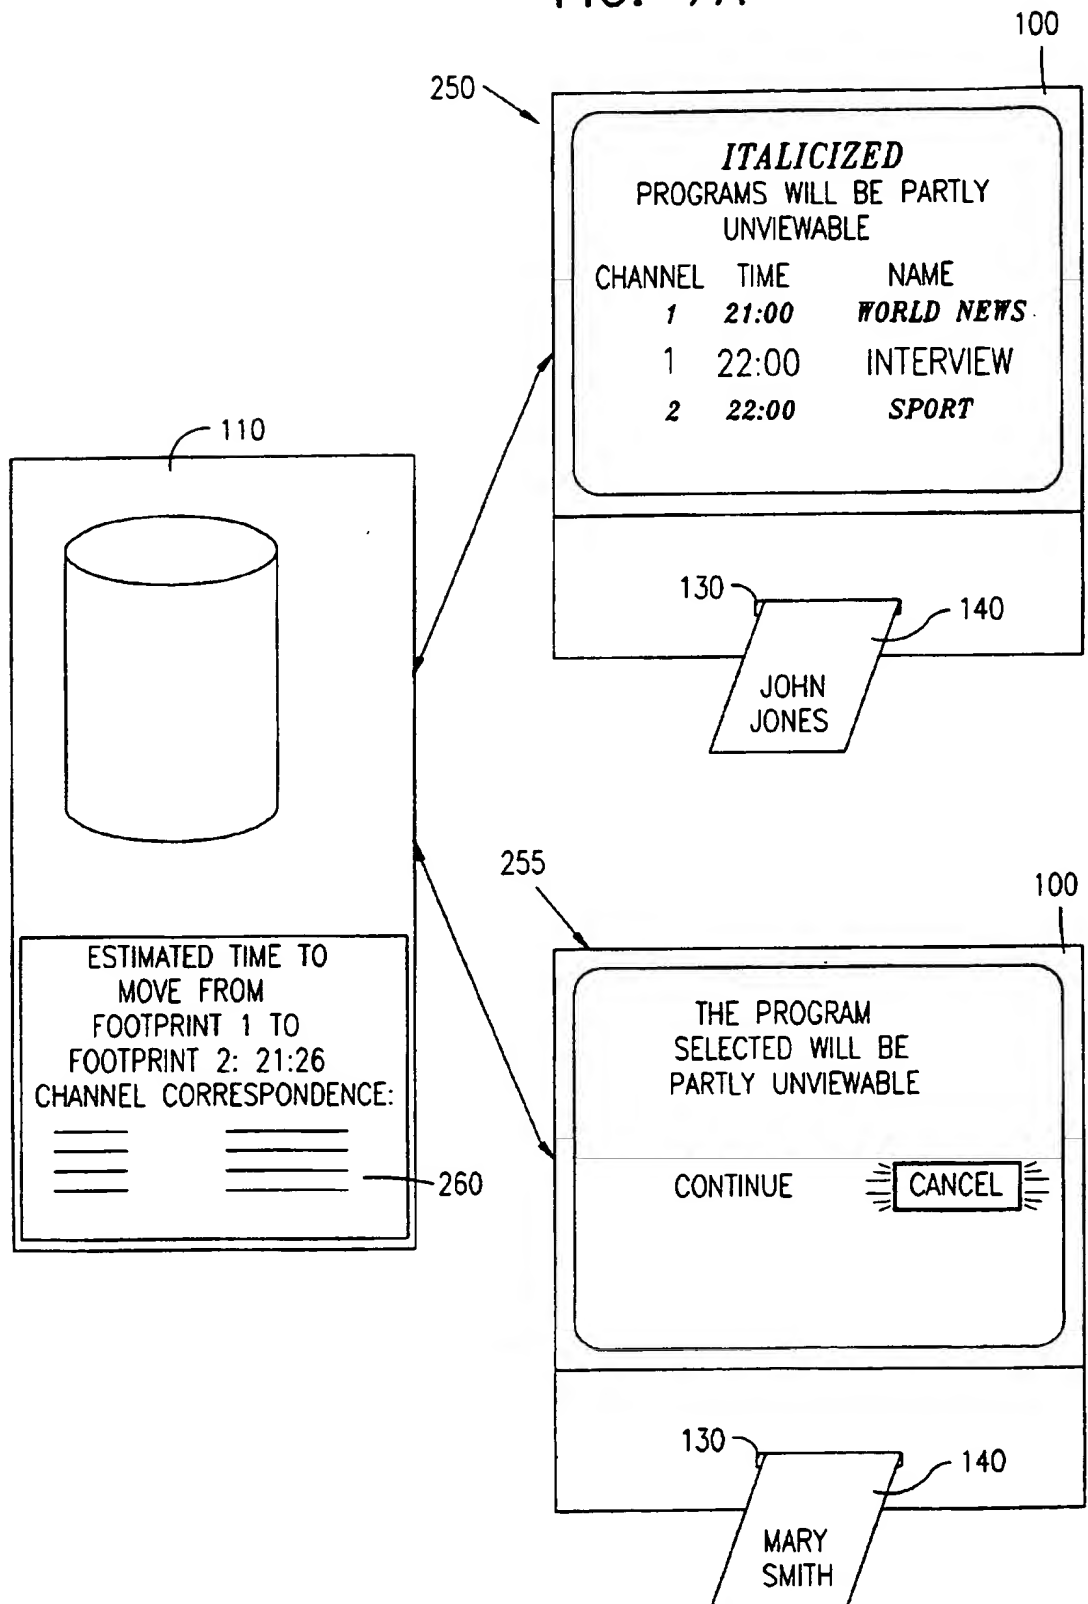 100
250
ITALICIZED
PROGRAMS WILL BE PARTLY
UNVIEWABLE
CHANNEL TIME NAME
1 21:00 WORLD NEWS
1 22:00 INTERVIEW
2 22:00 SPORT
110
130
140
JOHN
JONES
255
100
ESTIMATED TIME TO
MOVE FROM
FOOTPRINT 1 TO
FOOTPRINT 2: 21:26
CHANNEL CORRESPONDENCE:
260
THE PROGRAM
SELECTED WILL BE
PARTLY UNVIEWABLE
CONTINUE CANCEL
130
140
MARY
SMITH